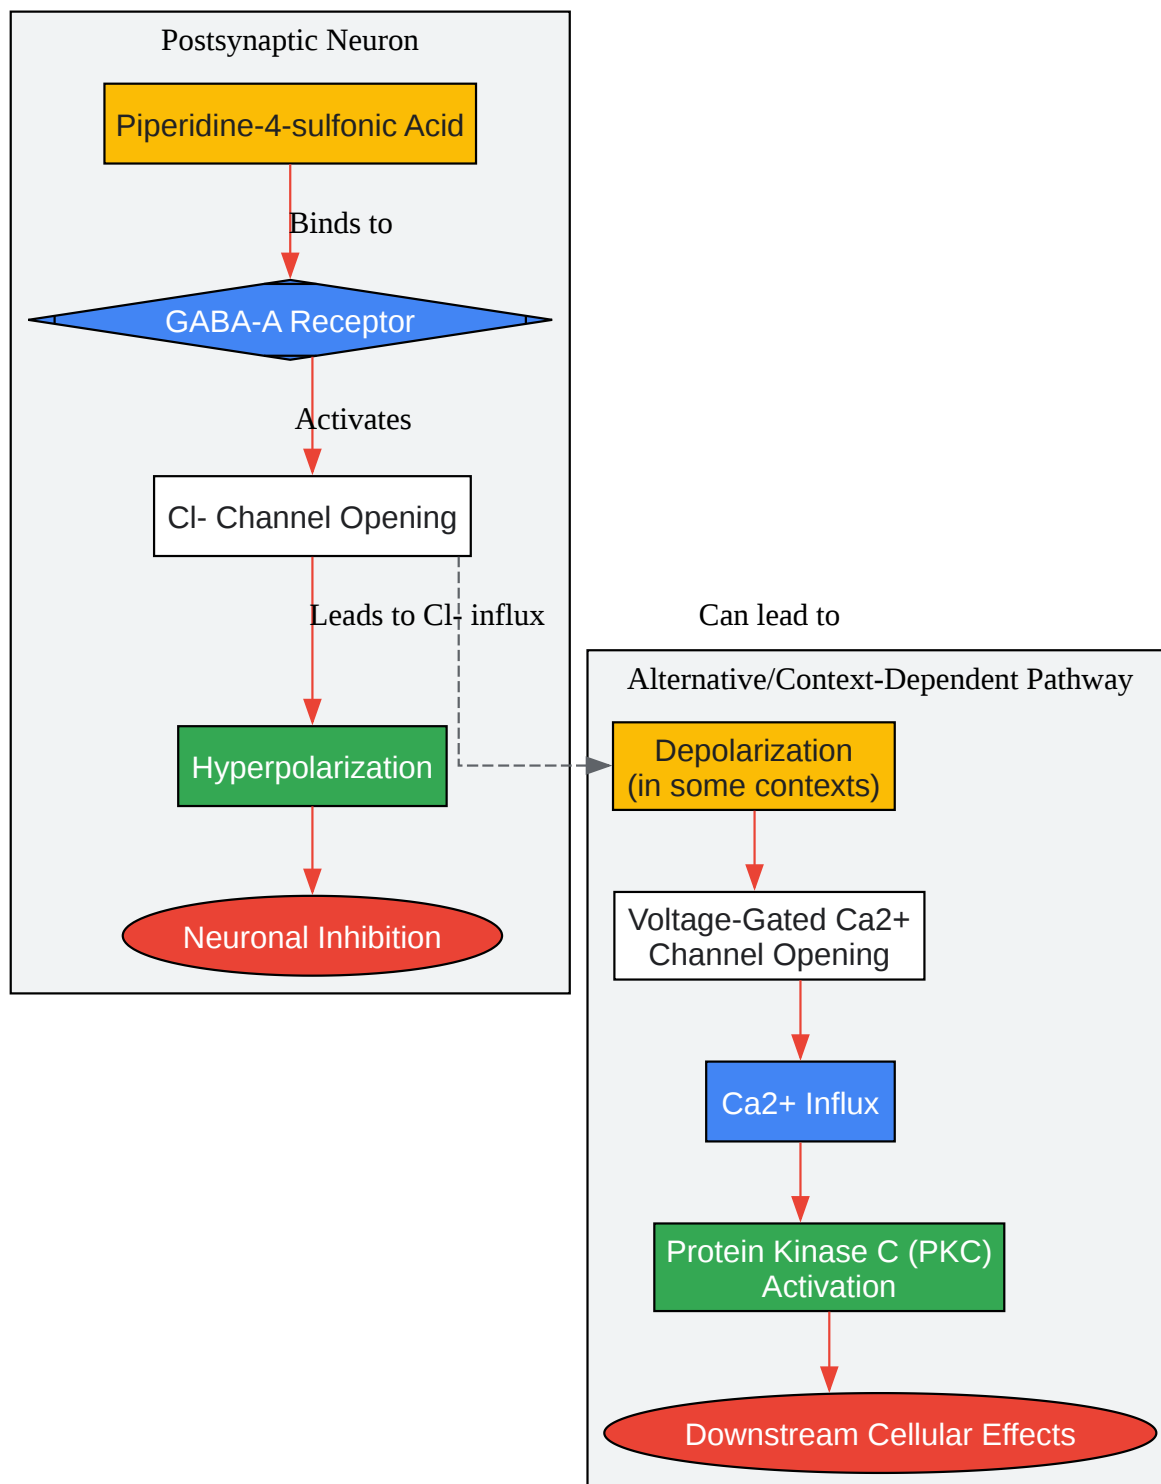 Postsynaptic Neuron
Piperidine-4-sulfonic Acid
Binds to
GABA-A Receptor
Activates
Cl- Channel Opening
Leads to Cl- influx
Hyperpolarization
Neuronal Inhibition
Can lead to
Alternative/Context-Dependent Pathway
Depolarization
(in some contexts)
Voltage-Gated Ca2+
Channel Opening
Ca2+ Influx
Protein Kinase C (PKC)
Activation
Downstream Cellular Effects